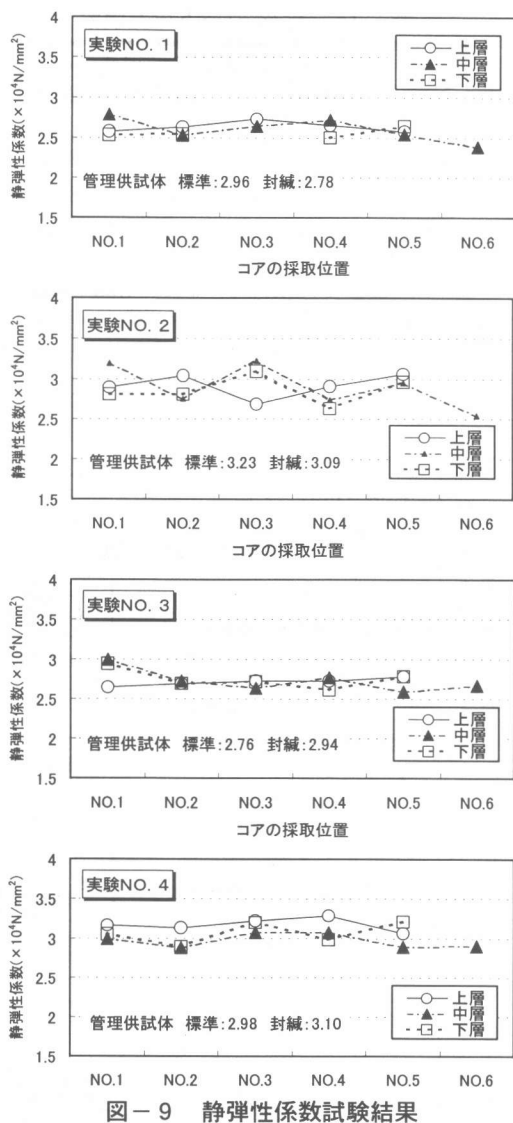 静弾性係数(×10⁴N/mm²)
4
3.5
3
2.5
2
1.5
実験NO. 1
上層
中層
下層
管理供試体 標準:2.96 封緘:2.78
NO.1 NO.2 NO.3 NO.4 NO.5 NO.6
コアの採取位置
静弾性係数(×10⁴N/mm²)
4
3.5
3
2.5
2
1.5
実験NO. 2
管理供試体 標準:3.23 封緘:3.09
上層
中層
下層
NO.1 NO.2 NO.3 NO.4 NO.5 NO.6
コアの採取位置
静弾性係数(×10⁴N/mm²)
4
3.5
3
2.5
2
1.5
実験NO. 3
管理供試体 標準:2.76 封緘:2.94
上層
中層
下層
NO.1 NO.2 NO.3 NO.4 NO.5 NO.6
コアの採取位置
静弾性係数(×10⁴N/mm²)
4
3.5
3
2.5
2
1.5
実験NO. 4
管理供試体 標準:2.98 封緘:3.10
上層
中層
下層
NO.1 NO.2 NO.3 NO.4 NO.5 NO.6
図－9 静弾性係数試験結果